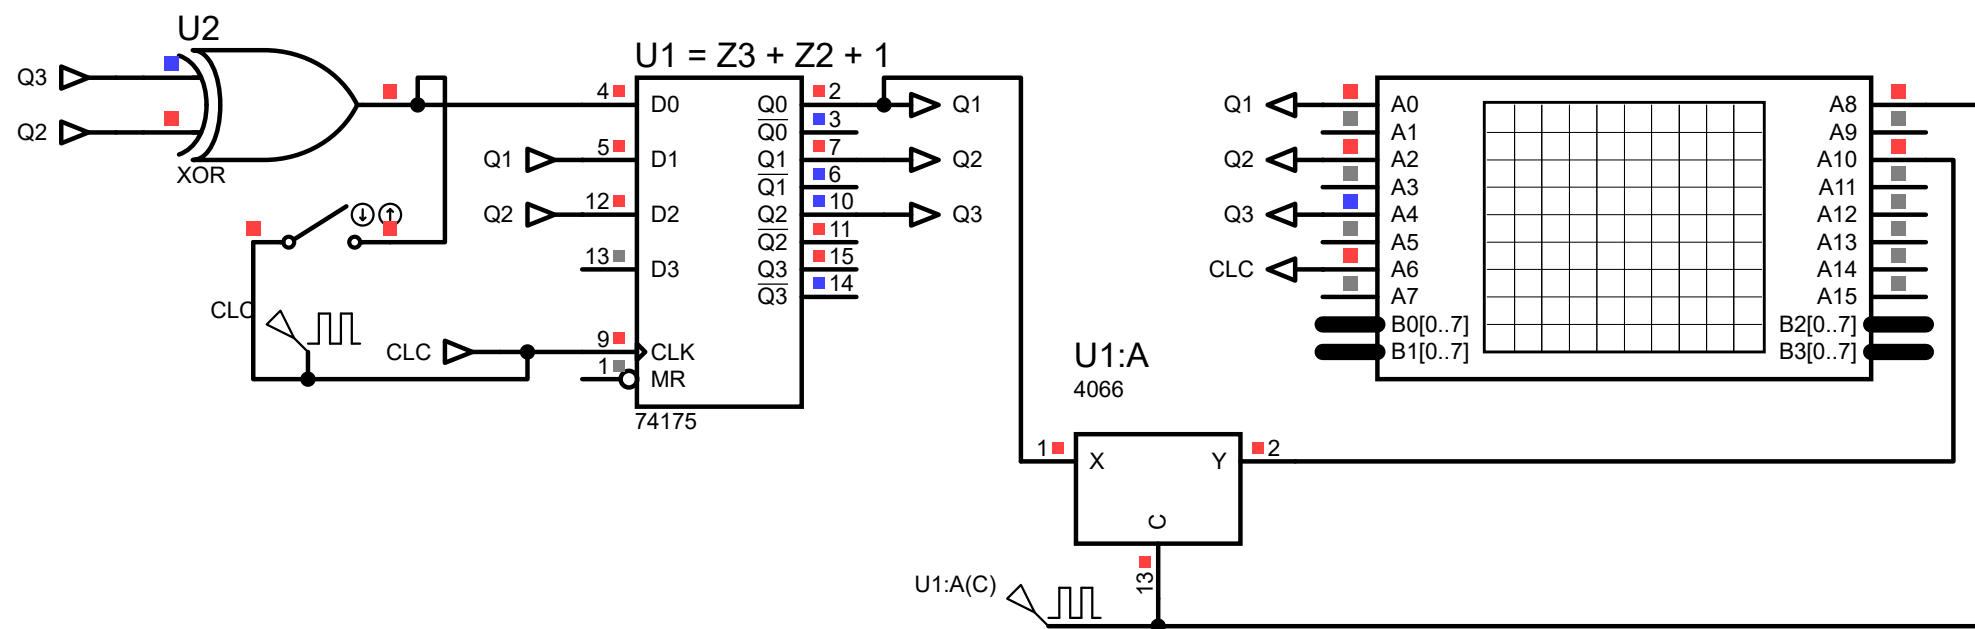 U2
Q3
Q2
XOR
U1 = Z3 + Z2 + 1
4 D0 Q0 2 Q1
Q0 3
Q1 5 D1 Q1 7 Q2
Q1 6
Q2 12 D2 Q2 10 Q3
Q2 11
13 D3 Q3 15
Q3 14
CLC
CLC 9 CLK
1 MR
74175
Q1 A0 A8
A1 A9
Q2 A2 A10
A3 A11
Q3 A4 A12
A5 A13
CLC A6 A14
A7 A15
B0[0..7] B2[0..7]
B1[0..7] B3[0..7]
U1:A
4066
1 X Y 2
C
13
U1:A(C)